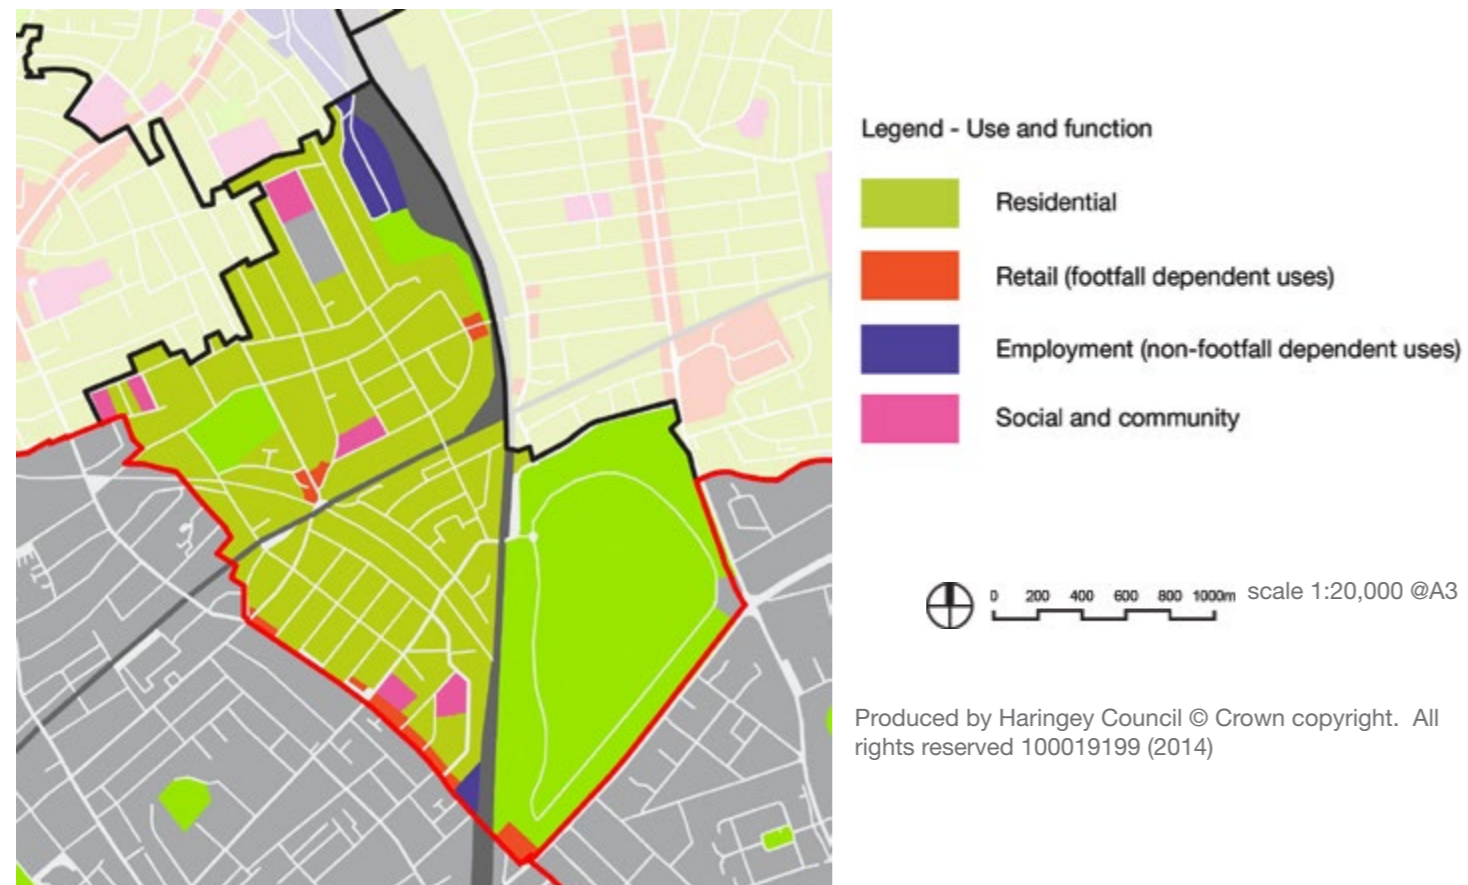 Legend - Use and function
Residential
Retail (footfall dependent uses)
Employment (non-footfall dependent uses)
Social and community
0 200 400 600 800 1000m scale 1:20,000 @A3
Produced by Haringey Council © Crown copyright. All
rights reserved 100019199 (2014)